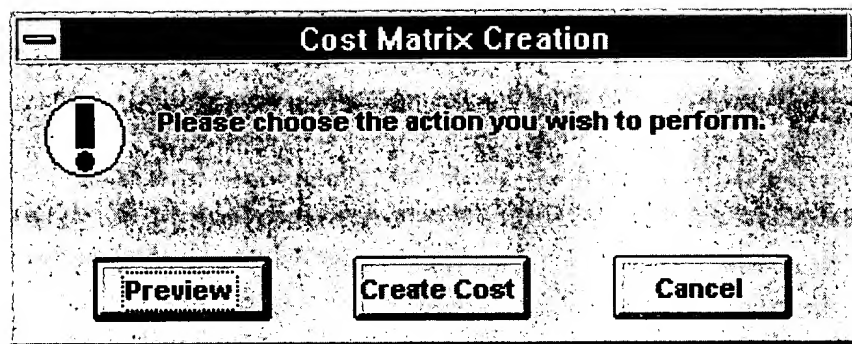 Cost Matrix Creation
Please choose the action you wish to perform.
Preview
Create Cost
Cancel